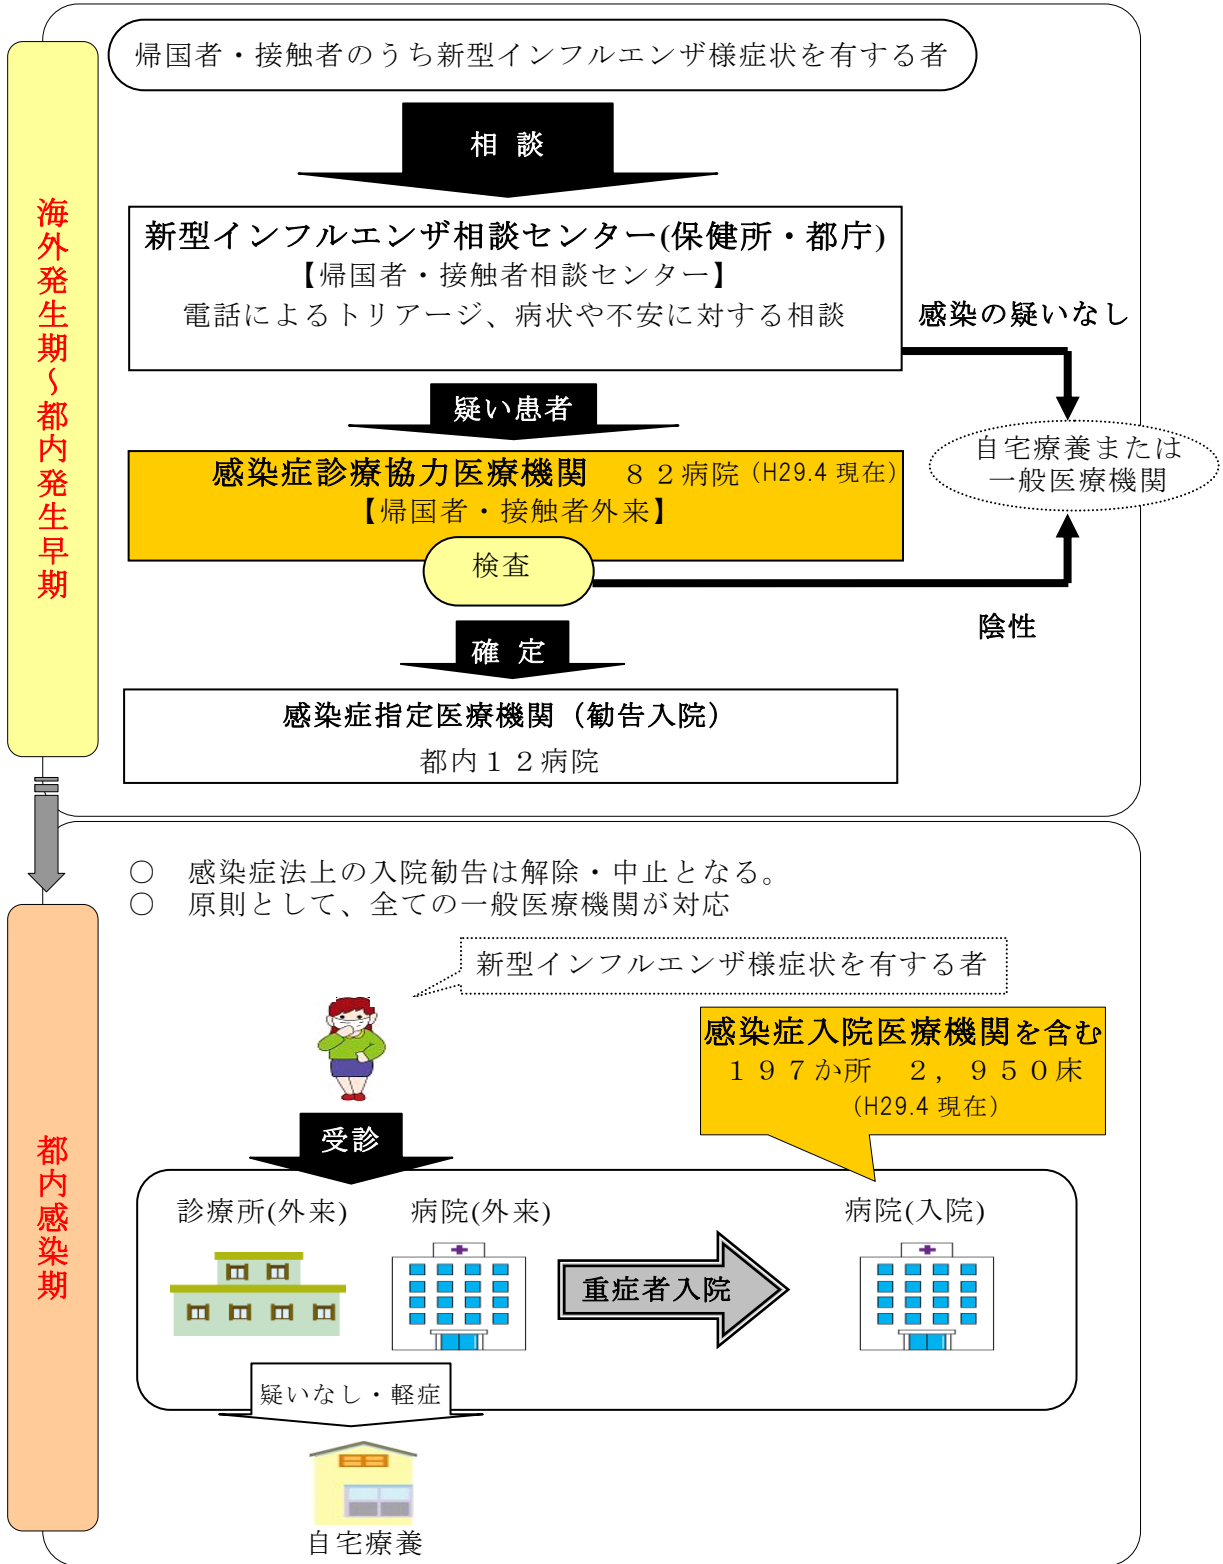 帰国者・接触者のうち新型インフルエンザ様症状を有する者
相 談
新型インフルエンザ相談センター(保健所・都庁)
【帰国者・接触者相談センター】
電話によるトリアージ、病状や不安に対する相談
感染の疑いなし
疑い患者
自宅療養または
一般医療機関
感染症診療協力医療機関 ８２病院(H29.4 現在)
【帰国者・接触者外来】
検査
陰性
確 定
感染症指定医療機関（勧告入院）
都内１２病院
海外発生期～都内発生早期
○ 感染症法上の入院勧告は解除・中止となる。
○ 原則として、全ての一般医療機関が対応
新型インフルエンザ様症状を有する者
感染症入院医療機関を含む
１９７か所 ２，９５０床
(H29.4 現在)
受診
診療所(外来)
病院(外来)
病院(入院)
重症者入院
疑いなし・軽症
自宅療養
都内感染期